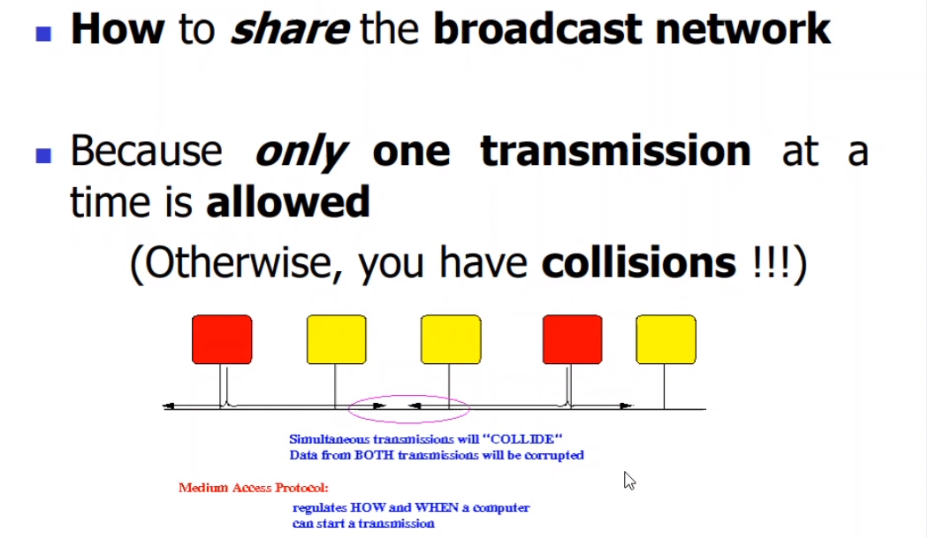 How to share the broadcast network
Because only one transmission at a
time is allowed
(Otherwise, you have collisions !!!)
Simultaneous transmissions will "COLLIDE"
Data from BOTH transmissions will be corrupted
Medium Access Protocol:
regulates HOW and WHEN a computer
can start a transmission